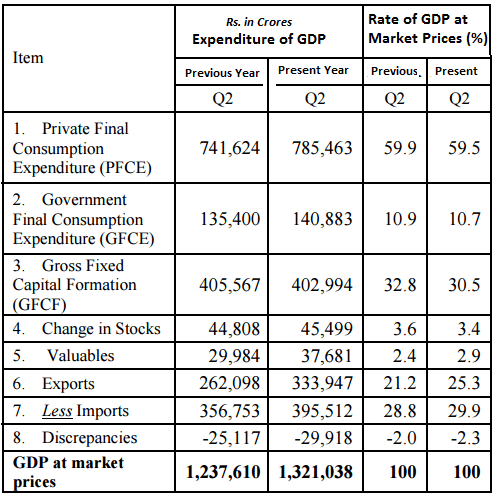 Item
Rs. in Crores
Expenditure of GDP
Rate of GDP at
Market Prices (%)
Previous Year Present Year Previous. Present
Q2 Q2 Q2 Q2
1. Private Final
Consumption
Expenditure (PFCE)
741,624 785,463 59.9 59.5
2. Government
Final Consumption
Expenditure (GFCE)
135,400 140,883 10.9 10.7
3. Gross Fixed
Capital Formation
(GFCF)
405,567 402,994 32.8 30.5
4. Change in Stocks 44,808 45,499 3.6 3.4
5. Valuables 29,984 37,681 2.4 2.9
6. Exports 262,098 333,947 21.2 25.3
7. Less Imports 356,753 395,512 28.8 29.9
8. Discrepancies -25,117 -29,918 -2.0 -2.3
GDP at market
prices
1,237,610 1,321,038 100 100